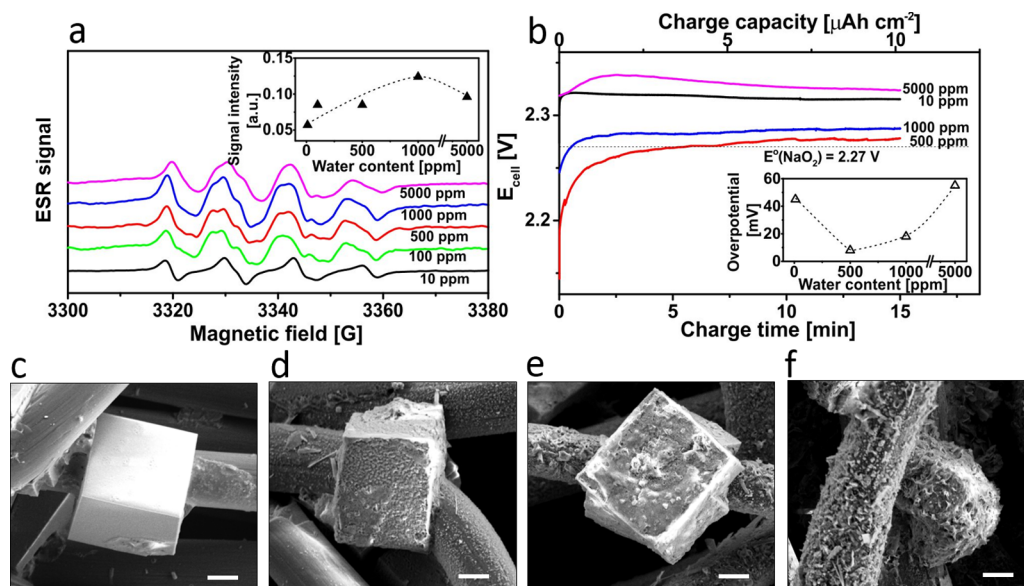 a
ESR signal
Magnetic field [G]
3300
3320
3340
3360
3380
5000 ppm
1000 ppm
500 ppm
100 ppm
10 ppm
Signal intensity
[a.u.]
0.15
0.10
0.05
0
500
1000
5000
Water content [ppm]
b
Charge capacity [µAh cm-2]
0
5
10
E cell [V]
2.3
2.2
5000 ppm
10 ppm
1000 ppm
500 ppm
Eº(NaO2) = 2.27 V
Overpotential
[mV]
60
40
20
0
0
500
1000
5000
Water content [ppm]
0
5
10
15
Charge time [min]
c
d
e
f